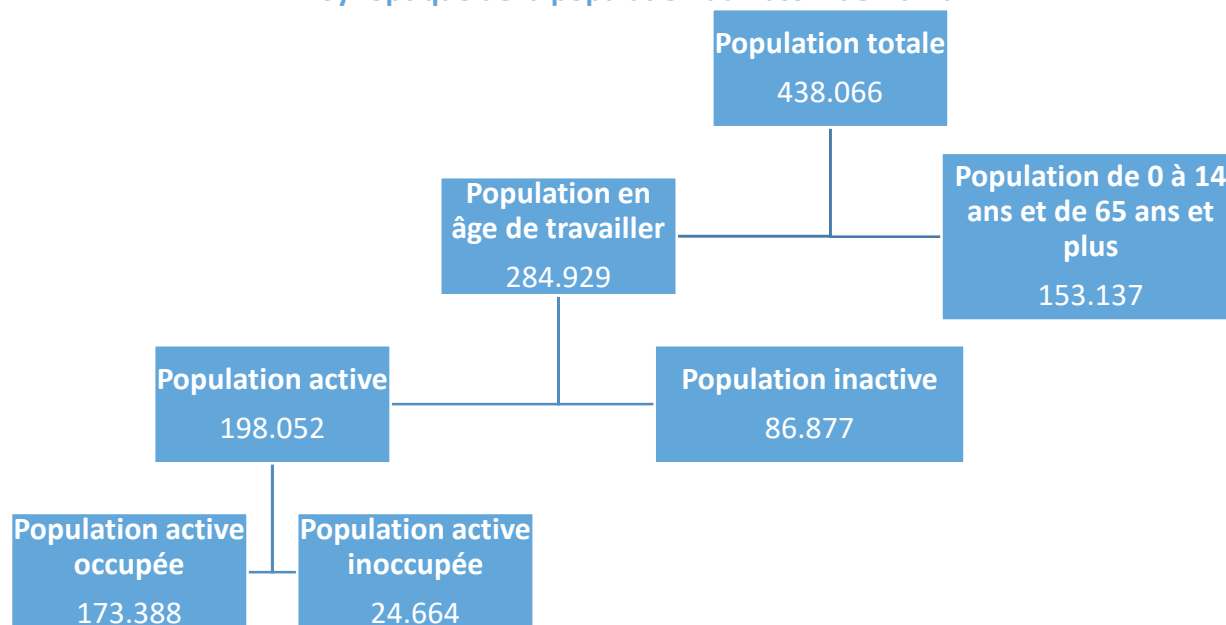 Population totale
438.066
Population en
âge de travailler
284.929
Population de 0 à 14
ans et de 65 ans et
plus
153.137
Population active
198.052
Population inactive
86.877
Population active
occupée
173.388
Population active
inoccupée
24.664